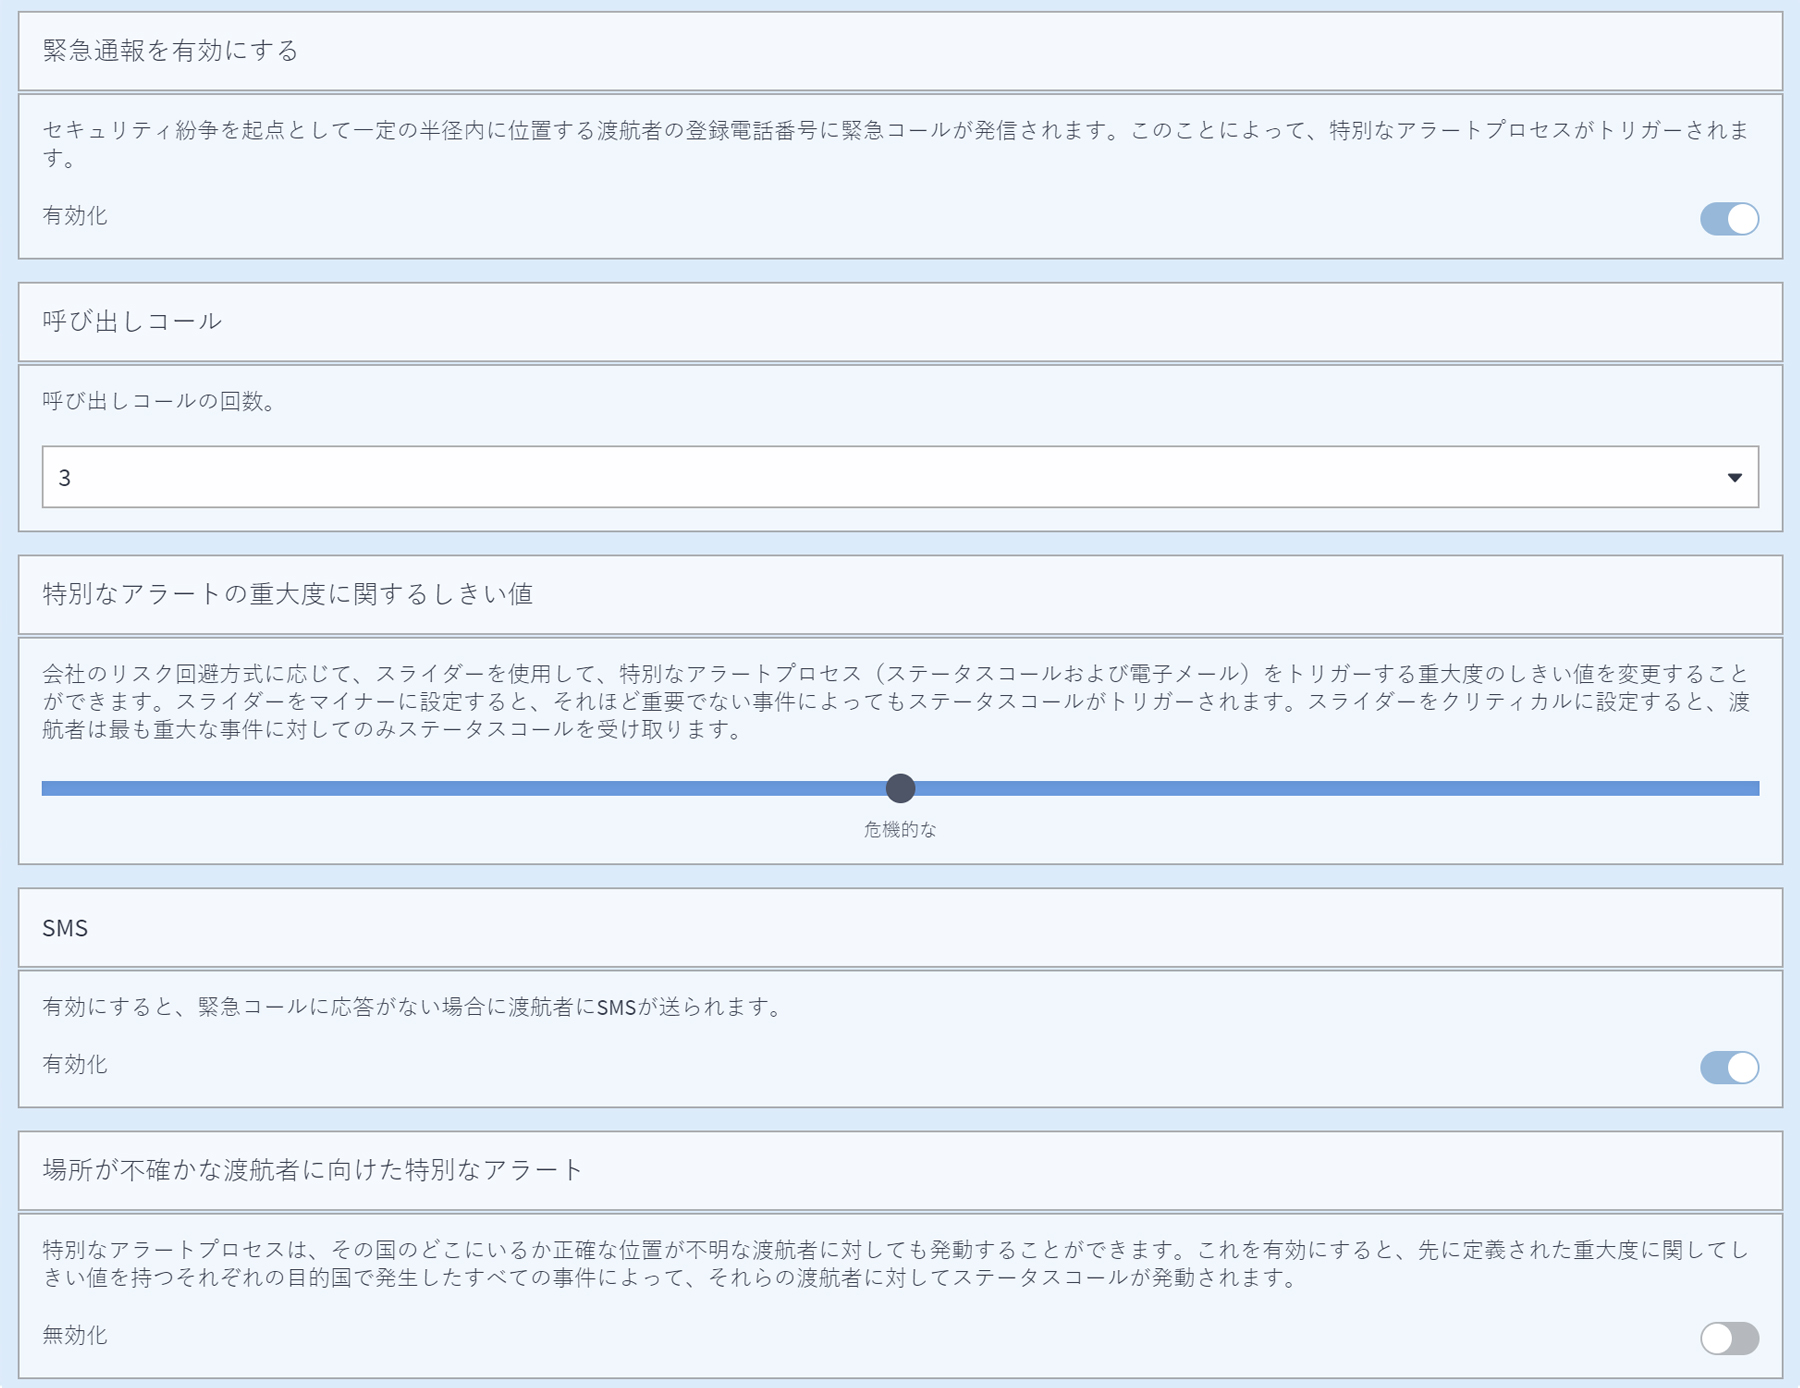 緊急通報を有効にする
セキュリティ紛争を起点として一定の半径内に位置する渡航者の登録電話番号に緊急コールが発信されます。このことによって、特別なアラートプロセスがトリガーされま
す。
有効化
呼び出しコール
呼び出しコールの回数。
3
特別なアラートの重大度に関するしきい値
会社のリスク回避方式に応じて、スライダーを使用して、特別なアラートプロセス（ステータスコールおよび電子メール）をトリガーする重大度のしきい値を変更すること
ができます。スライダーをマイナーに設定すると、それほど重要でない事件によってもステータスコールがトリガーされます。スライダーをクリティカルに設定すると、渡
航者は最も重大な事件に対してのみステータスコールを受け取ります。
危機的な
SMS
有効にすると、緊急コールに応答がない場合に渡航者にSMSが送られます。
有効化
場所が不確かな渡航者に向けた特別なアラート
特別なアラートプロセスは、その国のどこにいるか正確な位置が不明な渡航者に対しても発動することができます。これを有効にすると、先に定義された重大度に関してし
きい値を持つそれぞれの目的国で発生したすべての事件によって、それらの渡航者に対してステータスコールが発動されます。
無効化